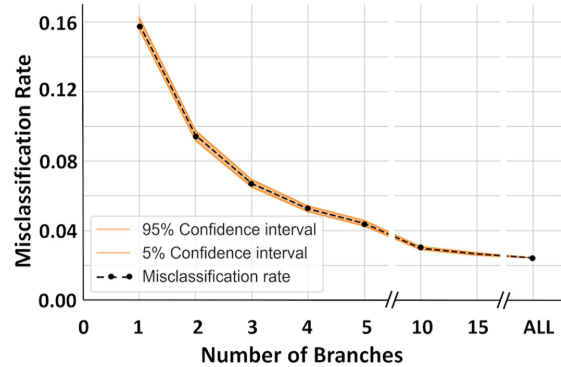 0.16
0.12
0.08
0.04
0.00
Misclassification Rate
95% Confidence interval
5% Confidence interval
Misclassification rate
0 1 2 3 4 5 10 15 ALL
Number of Branches